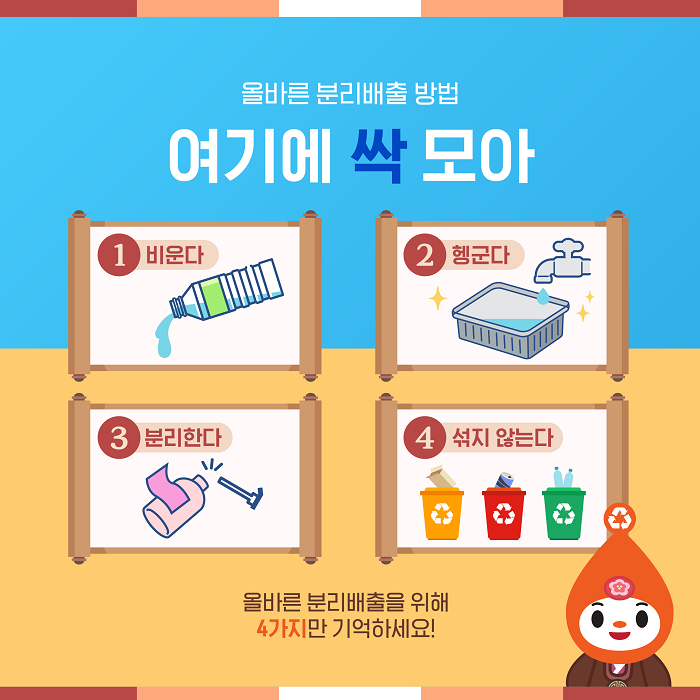 올바른 분리배출 방법
여기에 싹 모아
1 비운다
2 헹군다
3 분리한다
4 섞지 않는다
올바른 분리배출을 위해
4가지만 기억하세요!